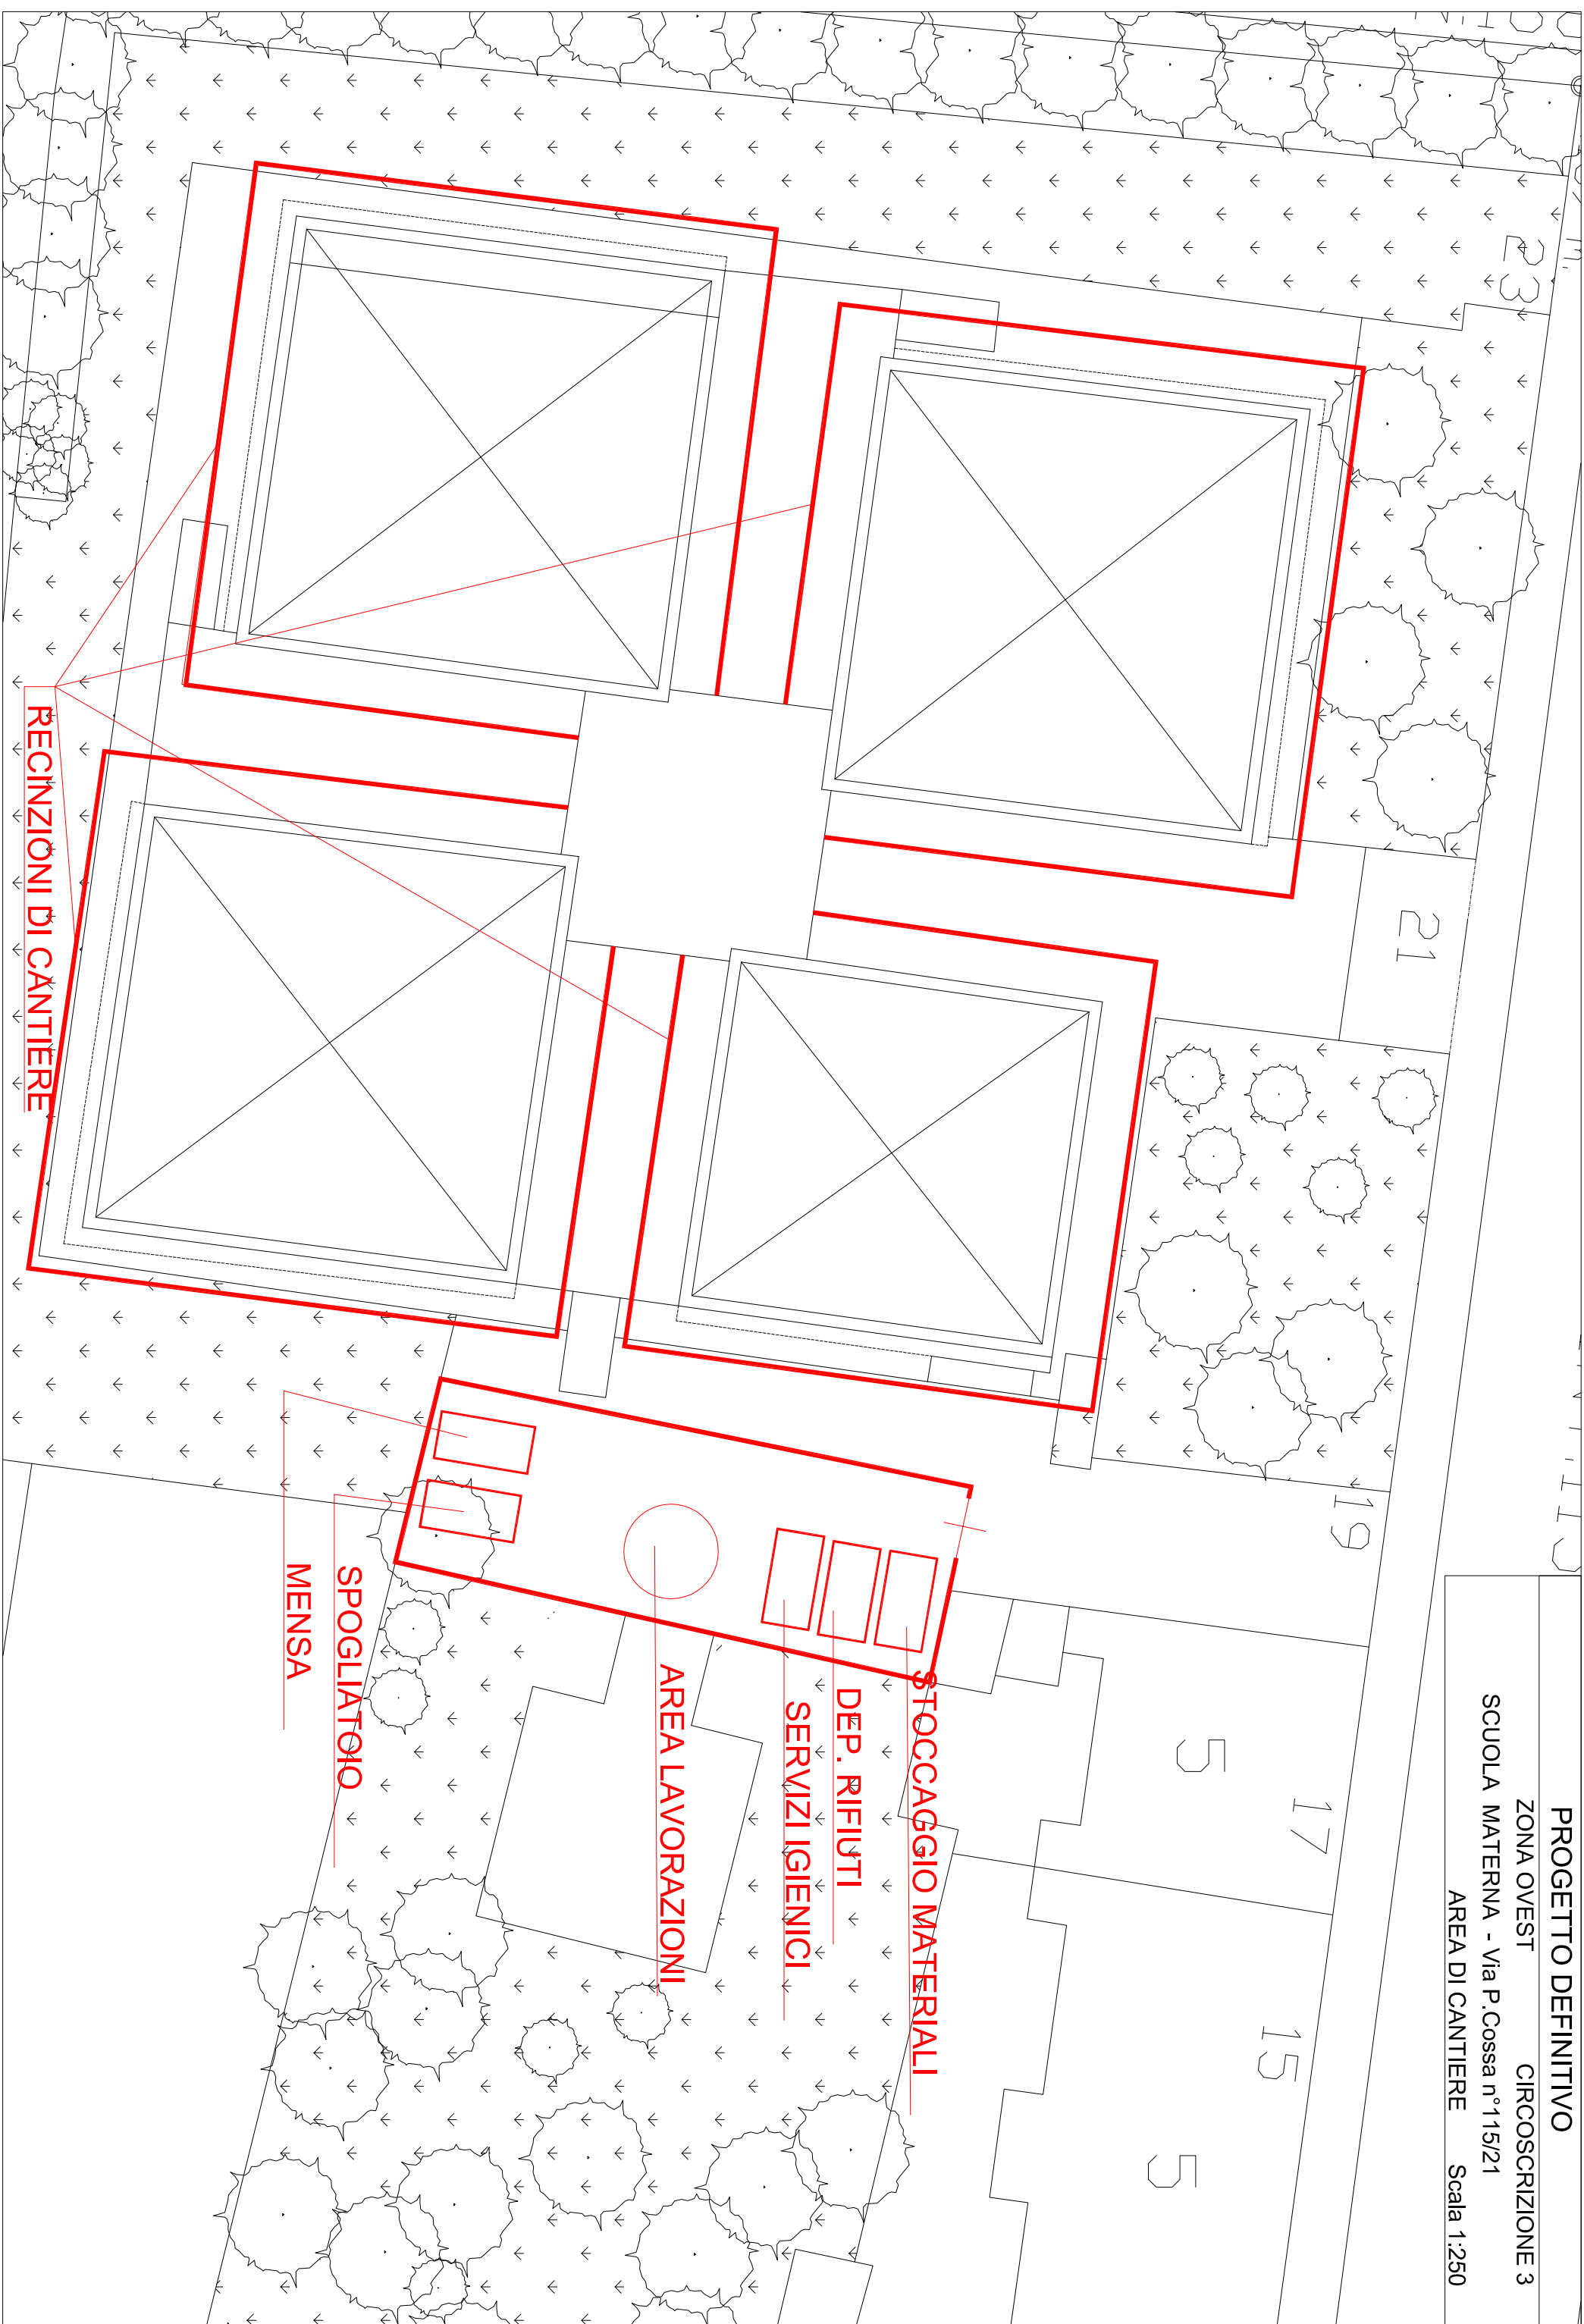 PROGETTO DEFINITIVO
ZONA OVEST CIRCOSCRIZIONE 3
SCUOLA MATERNA - Via P.Cossa n°115/21
AREA DI CANTIERE Scala 1:250
23
21
19
17
15
5
5
STOCCAGGIO MATERIALI
DEP. RIFIUTI
SERVIZI IGIENICI
AREA LAVORAZIONI
SPOGLIATOIO
MENSA
RECINZIONI DI CANTIERE